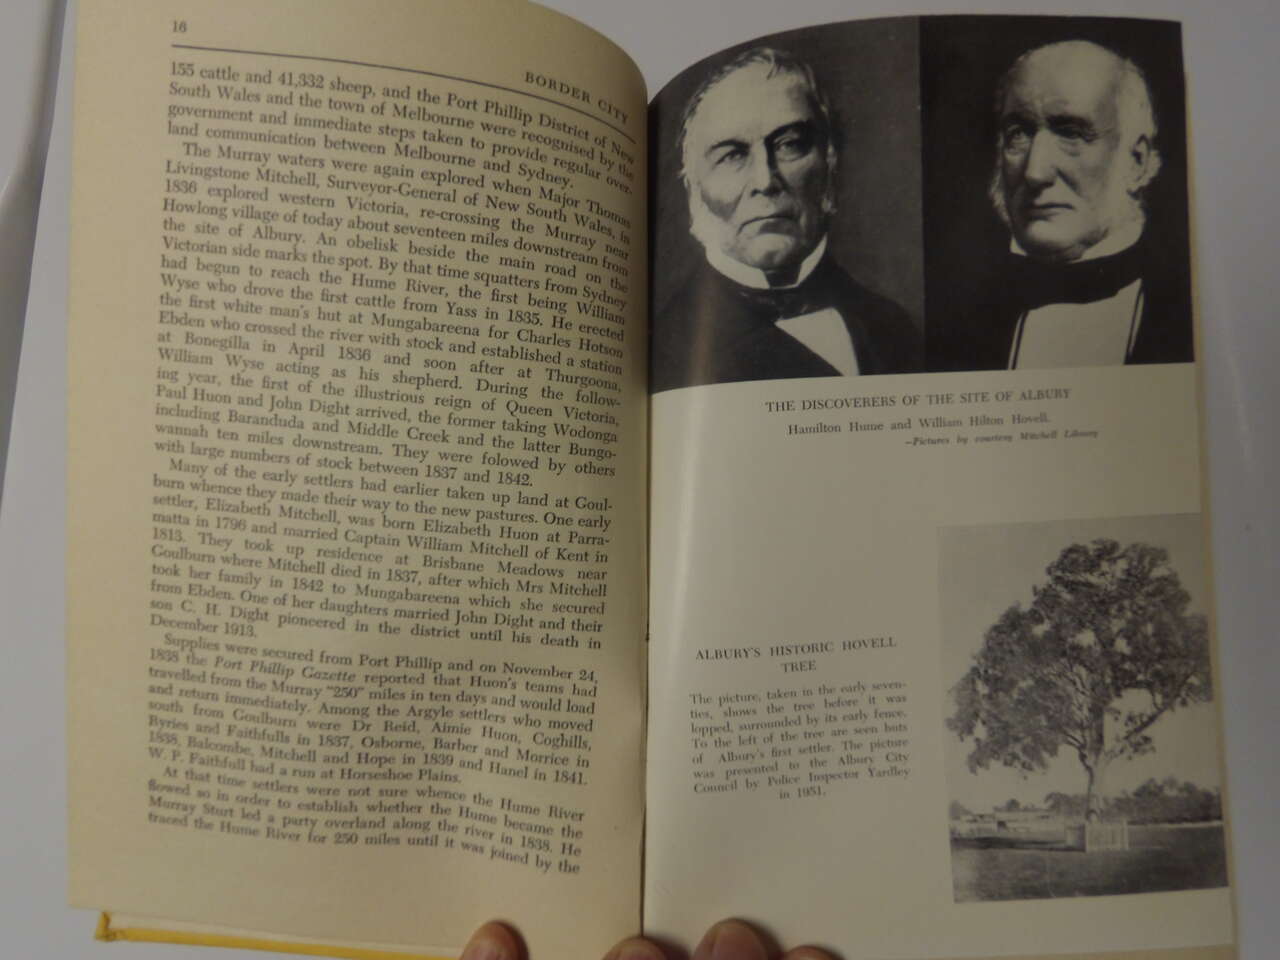 16
BORDER CITY
155 cattle and 41,332 sheep, and the Port Phillip District of New
South Wales and the town of Melbourne were recognised by the
government and immediate steps taken to provide regular over-
land communication between Melbourne and Sydney.
The Murray waters were again explored when Major Thomas
Livingstone Mitchell, Surveyor-General of New South Wales, in
1836 explored western Victoria, re-crossing the Murray near
Howlong village of today about seventeen miles downstream from
the site of Albury. An obelisk beside the main road on the
Victorian side marks the spot. By that time squatters from Sydney
had begun to reach the Hume River, the first being William
Wyse who drove the first cattle from Yass in 1835. He erected
the first white man's hut at Mungabareena for Charles Hotson
Ebden who crossed the river with stock and established a station
at Bonegilla in April 1836 and soon after at Thurgoona,
William Wyse acting as his shepherd. During the follow-
ing year, the first of the illustrious reign of Queen Victoria,
Paul Huon and John Dight arrived, the former taking Wodonga
including Baranduda and Middle Creek and the latter Bungo-
wannah ten miles downstream. They were folowed by others
with large numbers of stock between 1837 and 1842.
Many of the early settlers had earlier taken up land at Goul-
burn whence they made their way to the new pastures. One early
settler, Elizabeth Mitchell, was born Elizabeth Huon at Parra-
matta in 1796 and married Captain William Mitchell of Kent in
1813. They took up residence at Brisbane Meadows near
Goulburn where Mitchell died in 1837, after which Mrs Mitchell
took her family in 1842 to Mungabareena which she secured
from Ebden. One of her daughters married John Dight and their
son C. H. Dight pioneered in the district until his death in
December 1913.
Supplies were secured from Port Phillip and on November 24,
1838 the Port Phillip Gazette reported that Huon's teams had
travelled from the Murray "250" miles in ten days and would load
and return immediately. Among the Argyle settlers who moved
south from Goulburn were Dr Reid, Aimie Huon, Coghills,
Ryries and Faithfulls in 1837, Osborne, Barber and Morrice in
1838, Balcombe, Mitchell and Hope in 1839 and Hanel in 1841.
W. P. Faithfull had a run at Horseshoe Plains.
At that time settlers were not sure whence the Hume River
flowed so in order to establish whether the Hume became the
Murray Sturt led a party overland along the river in 1838. He
traced the Hume River for 250 miles until it was joined by the
THE DISCOVERERS OF THE SITE OF ALBURY
Hamilton Hume and William Hilton Hovell.
—Pictures by courtesy Mitchell Library
ALBURY'S HISTORIC HOVELL
TREE
The picture, taken in the early seven-
ties, shows the tree before it was
lopped, surrounded by its early fence.
To the left of the tree are seen huts
of Albury's first settler. The picture
was presented to the Albury City
Council by Police Inspector Yardley
in 1951.